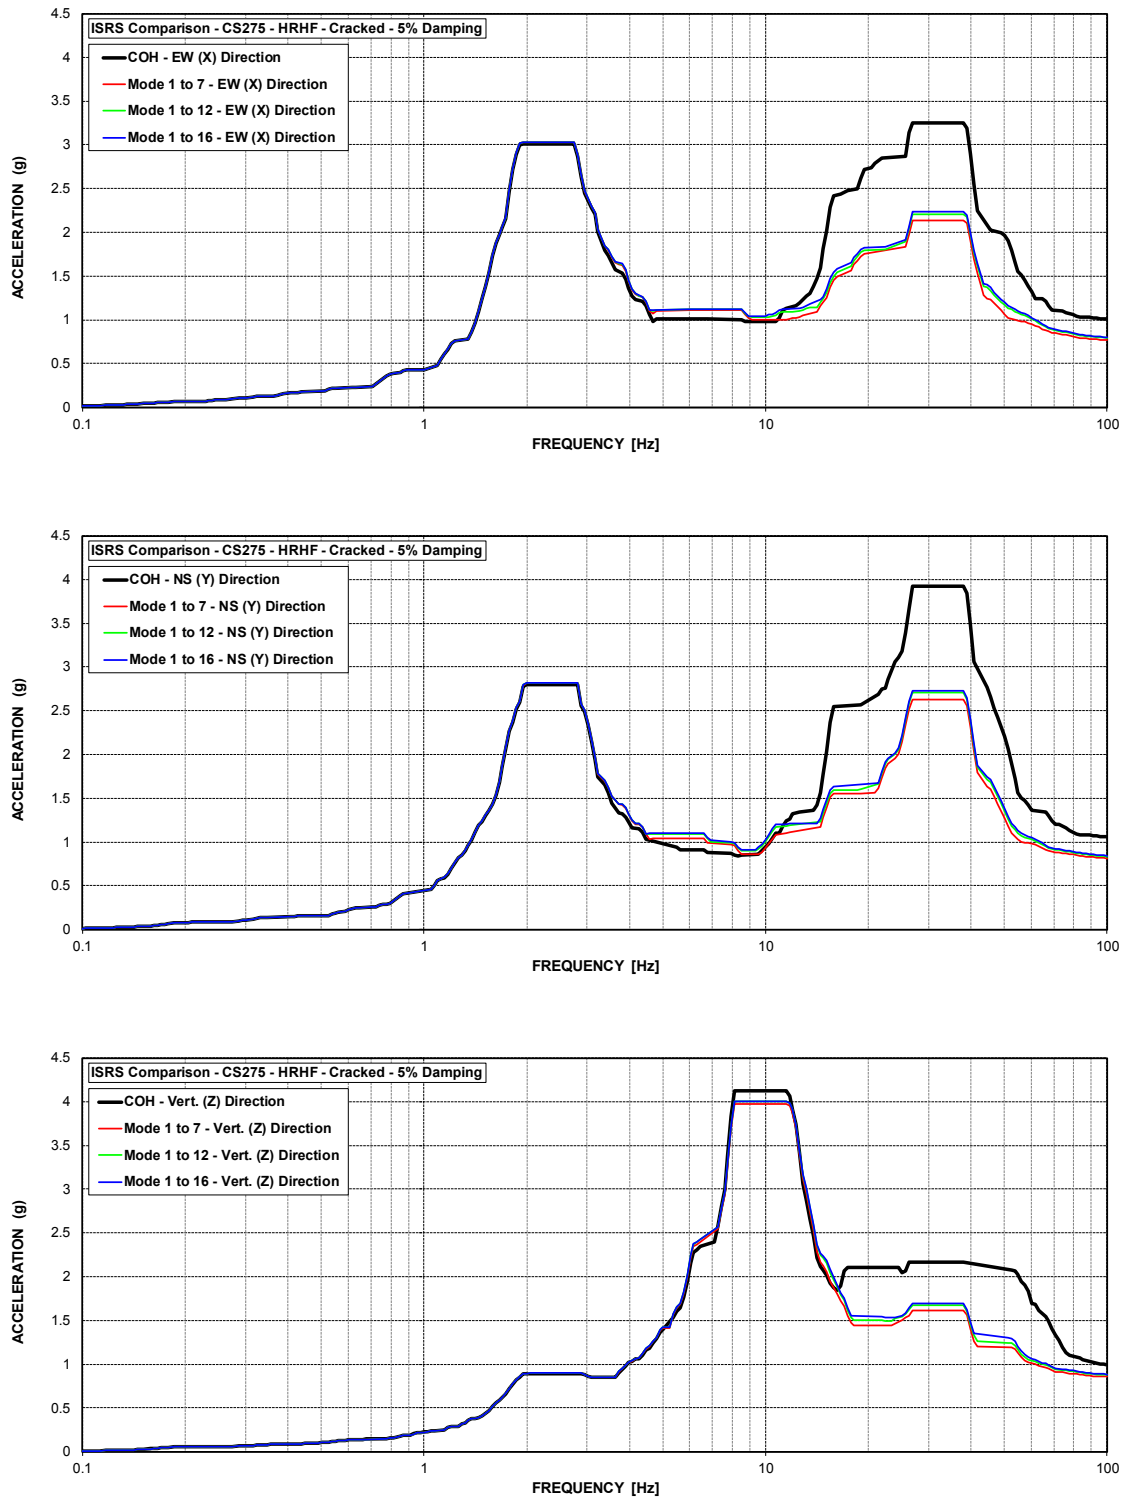 ISRS Comparison - CS275 - HRHF - Cracked - 5% Damping
COH - EW (X) Direction
Mode 1 to 7 - EW (X) Direction
Mode 1 to 12 - EW (X) Direction
Mode 1 to 16 - EW (X) Direction
ACCELERATION (g)
4.5
4
3.5
3
2.5
2
1.5
1
0.5
0
0.1
1
10
100
FREQUENCY [Hz]
ISRS Comparison - CS275 - HRHF - Cracked - 5% Damping
COH - NS (Y) Direction
Mode 1 to 7 - NS (Y) Direction
Mode 1 to 12 - NS (Y) Direction
Mode 1 to 16 - NS (Y) Direction
ACCELERATION (g)
4.5
4
3.5
3
2.5
2
1.5
1
0.5
0
0.1
1
10
100
FREQUENCY [Hz]
ISRS Comparison - CS275 - HRHF - Cracked - 5% Damping
COH - Vert. (Z) Direction
Mode 1 to 7 - Vert. (Z) Direction
Mode 1 to 12 - Vert. (Z) Direction
Mode 1 to 16 - Vert. (Z) Direction
ACCELERATION (g)
4.5
4
3.5
3
2.5
2
1.5
1
0.5
0
0.1
1
10
100
FREQUENCY [Hz]